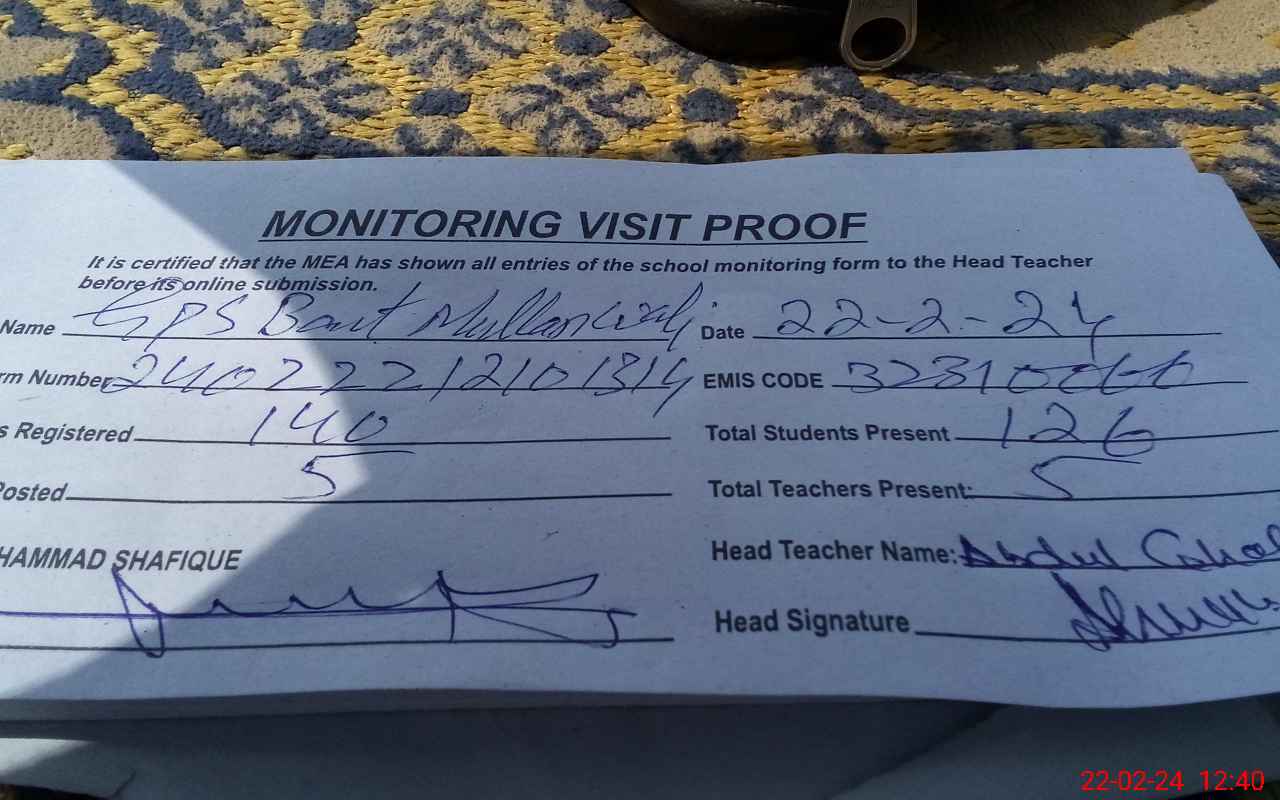 MONITORING VISIT PROOF
It is certified that the MEA has shown all entries of the school monitoring form to the Head Teacher
before its online submission.
Name GPS Bait Mullanwali Date 22-2-24
rm Number 24022212101314 EMIS CODE 32310066
s Registered 140 Total Students Present 126
Posted 5 Total Teachers Present: 5
HAMMAD SHAFIQUE Head Teacher Name: Abdul
Head Signature
22-02-24 12:40